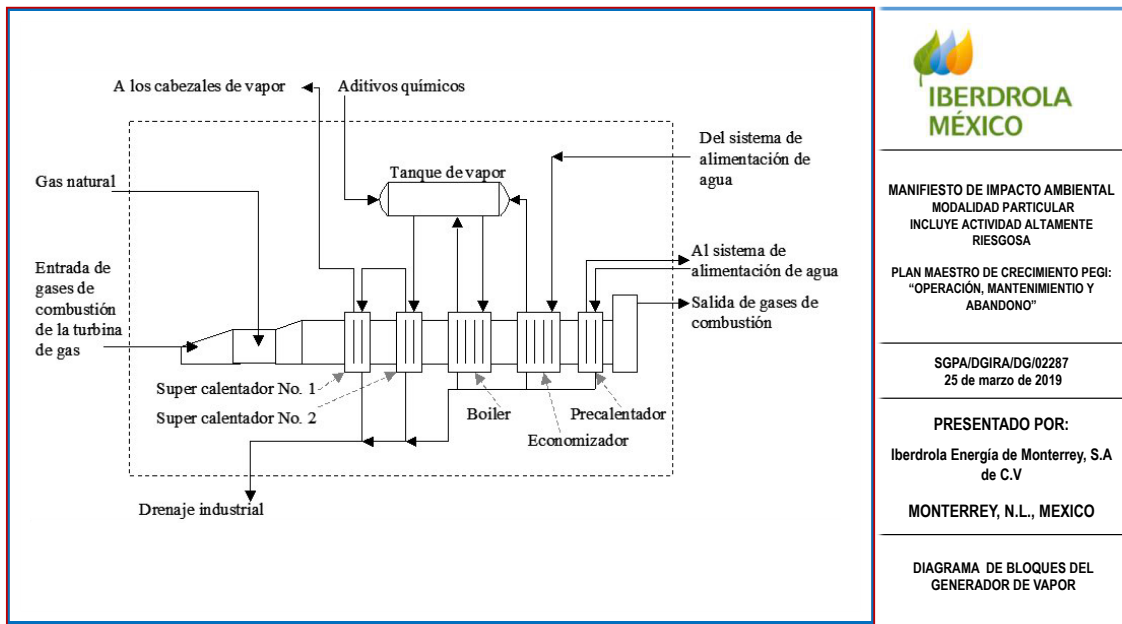 A los cabezales de vapor
Aditivos químicos
Del sistema de
alimentación de
agua
Tanque de vapor
Gas natural
Entrada de
gases de
combustión
de la turbina
de gas
Al sistema de
alimentación de agua
Salida de gases de
combustión
Super calentador No. 1
Super calentador No. 2
Boiler
Precalentador
Economizador
Drenaje industrial
IBERDROLA
MÉXICO
MANIFIESTO DE IMPACTO AMBIENTAL
MODALIDAD PARTICULAR
INCLUYE ACTIVIDAD ALTAMENTE
RIESGOSA
PLAN MAESTRO DE CRECIMIENTO PEGI:
“OPERACIÓN, MANTENIMIENTIO Y
ABANDONO”
SGPA/DGIRA/DG/02287
25 de marzo de 2019
PRESENTADO POR:
Iberdrola Energía de Monterrey, S.A
de C.V
MONTERREY, N.L., MEXICO
DIAGRAMA DE BLOQUES DEL
GENERADOR DE VAPOR